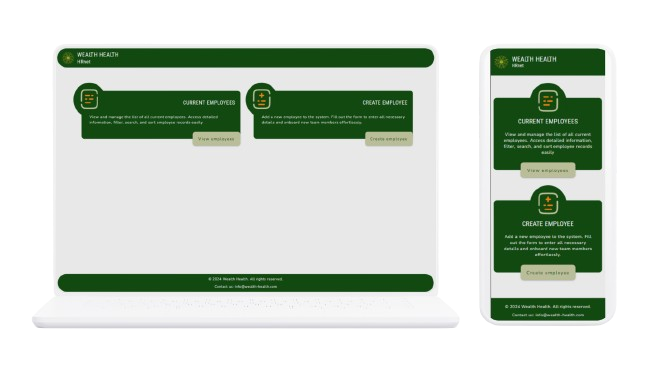 WEALTH HEALTH
HRnet
CURRENT EMPLOYEES
View and manage the list of all current employees. Access detailed
information, filter, search, and sort employee records easily.
View employees
CREATE EMPLOYEE
Add a new employee to the system. Fill out the form to enter all necessary
details and onboard new team members effortlessly.
Create employee
© 2024 Wealth Health. All rights reserved.
Contact us: info@wealth-health.com
WEALTH HEALTH
HRnet
CURRENT EMPLOYEES
View and manage the list of all current
employees. Access detailed information,
filter, search, and sort employee records
easily.
View employees
CREATE EMPLOYEE
Add a new employee to the system. Fill
out the form to enter all necessary
details and onboard new team members
effortlessly.
Create employee
© 2024 Wealth Health. All rights reserved.
Contact us: info@wealth-health.com